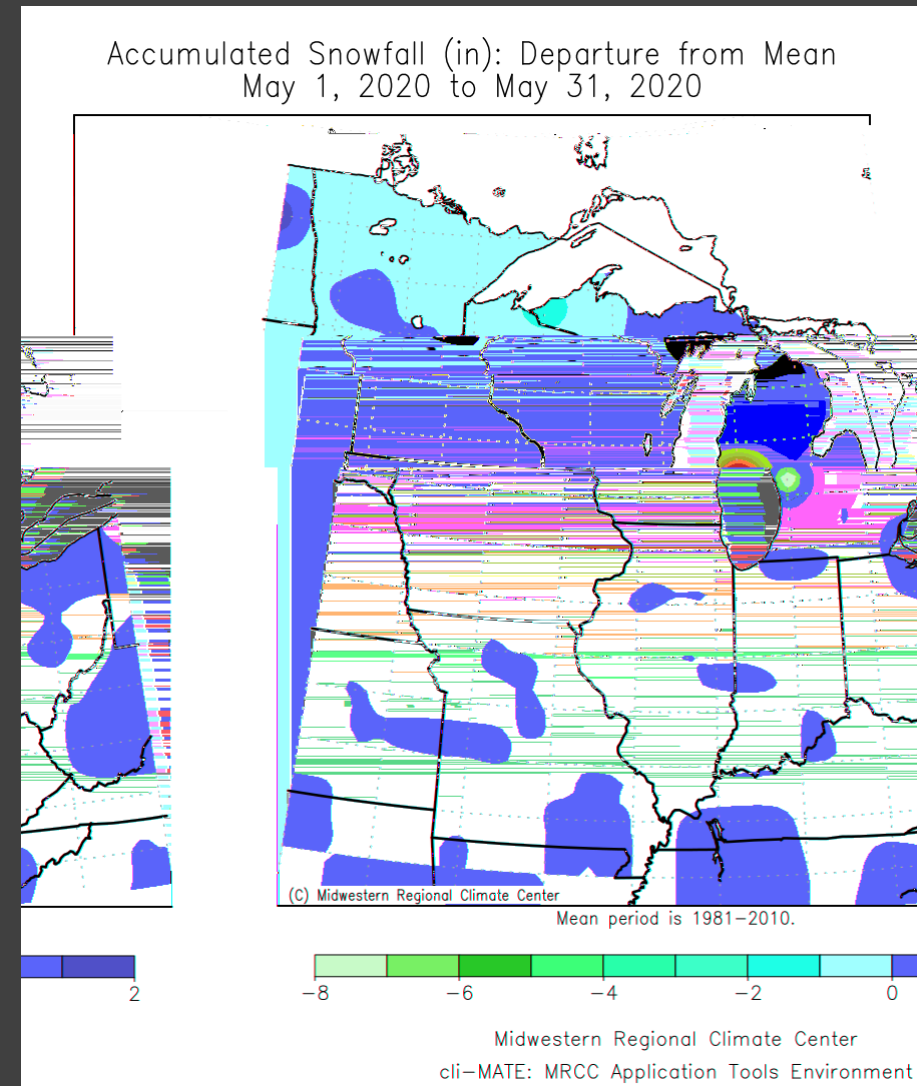 Accumulated Snowfall (in): Departure from Mean
May 1, 2020 to May 31, 2020
(C) Midwestern Regional Climate Center
Mean period is 1981-2010.
2 -8 -6 -4 -2 0
Midwestern Regional Climate Center
cli-MATE: MRCC Application Tools Environment